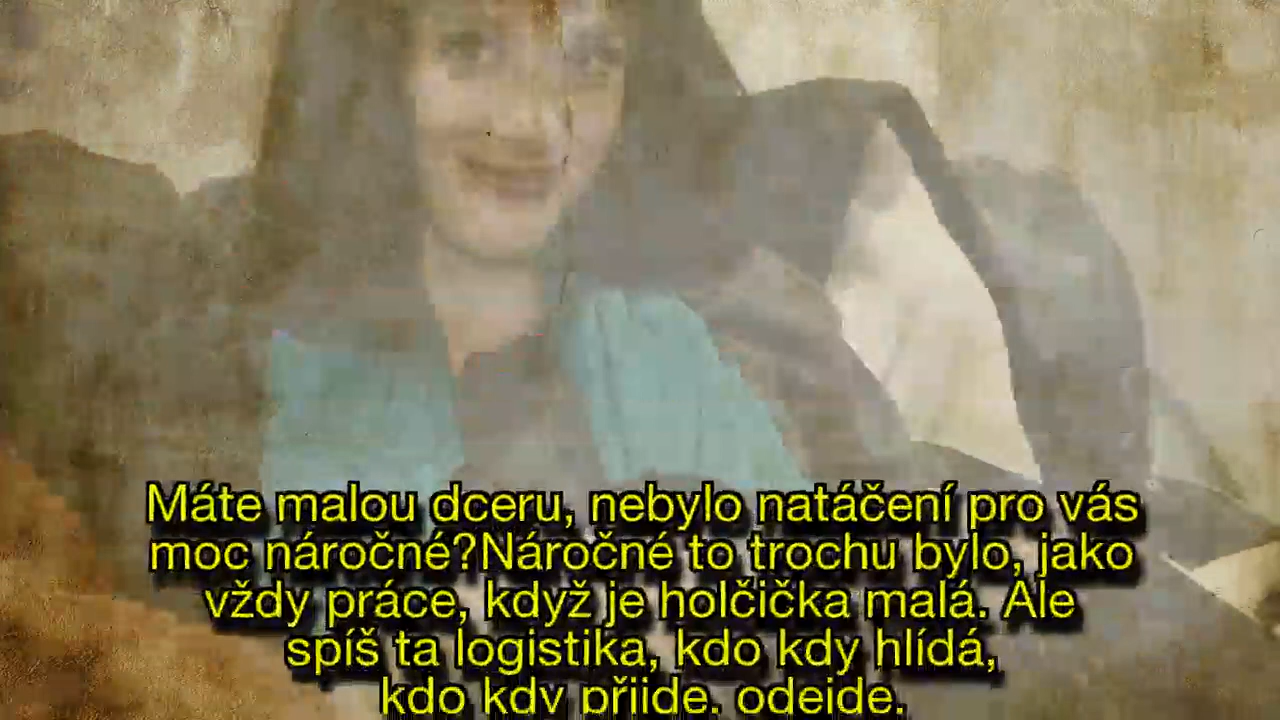 Máte malou dceru, nebylo natáčení pro vás
moc náročné?Náročné to trochu bylo, jako
vždy práce, když je holčička malá. Ale
spíš ta logistika, kdo kdy hlídá,
kdo kdy přijde, odejde.